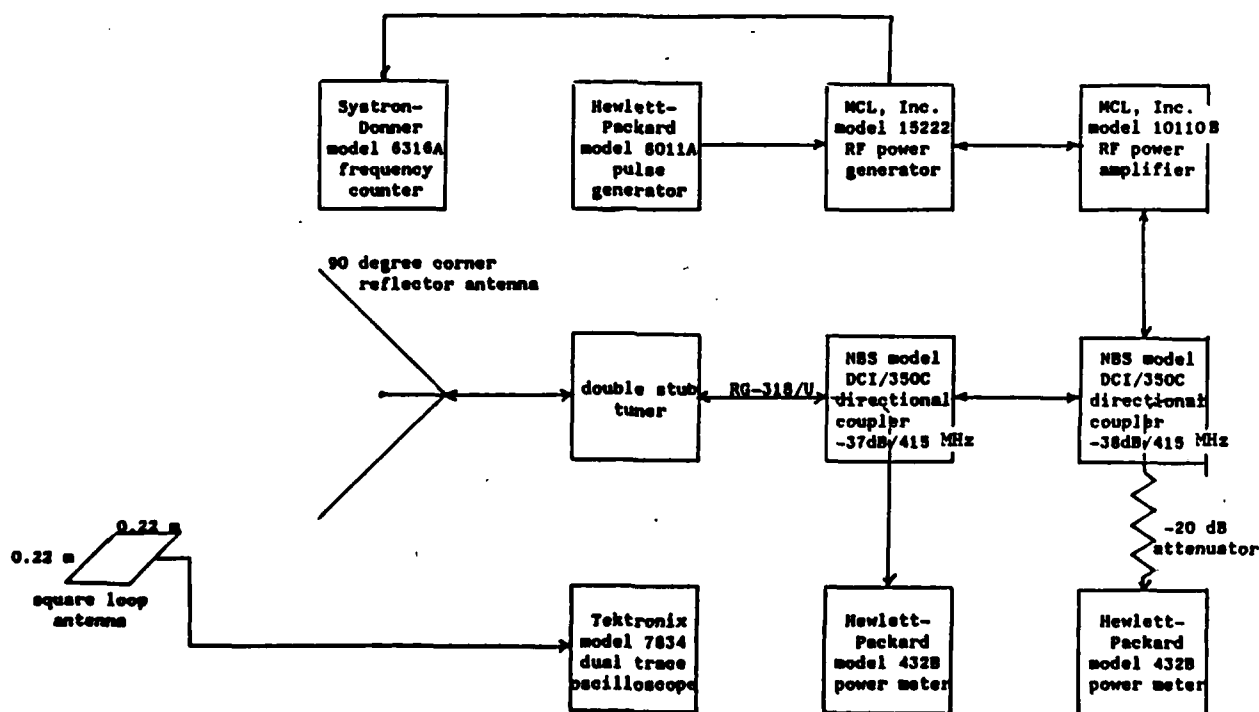 Systron-
Donner
model 6316A
frequency
counter
Hewlett-
Packard
model 8011A
pulse
generator
MCL, Inc.
model 15222
RF power
generator
MCL, Inc.
model 10110B
RF power
amplifier
90 degree corner
reflector antenna
double stub
tuner
RG-318/U
NBS model
DCI/350C
directional
coupler
-37dB/415 MHz
NBS model
DCI/350C
directional
coupler
-38dB/415 MHz
-20 dB
attenuator
0.22 m
0.22 m
square loop
antenna
Tektronix
model 7834
dual trace
oscilloscope
Hewlett-
Packard
model 432B
power meter
Hewlett-
Packard
model 432B
power meter